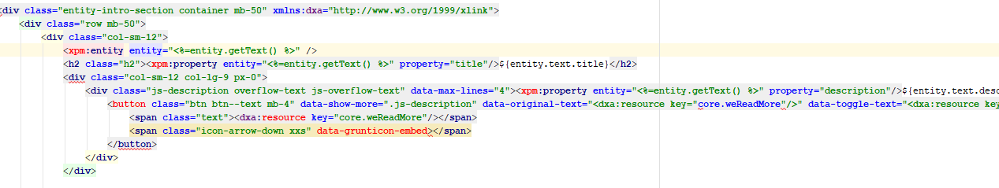 <div class="entity-intro-section container mb-50" xmlns:dxa="http://www.w3.org/1999/xlink">
<div class="row mb-50">
<div class="col-sm-12">
<xpm:entity entity="<%=entity.getText() %>" />
<h2 class="h2"><xpm:property entity="<%=entity.getText() %>" property="title"/>${entity.text.title}</h2>
<div class="col-sm-12 col-lg-9 px-0">
<div class="js-description overflow-text js-overflow-text" data-max-lines="4"><xpm:property entity="<%=entity.getText() %>" property="description"/>${entity.text.desc
<button class="btn btn--text mb-4" data-show-more=".js-description" data-original-text="<dxa:resource key="core.weReadMore"/>" data-toggle-text="<dxa:resource key
<span class="text"><dxa:resource key="core.weReadMore"/></span>
<span class="icon-arrow-down xxs" data-grunticon-embed></span>
</button>
</div>
</div>